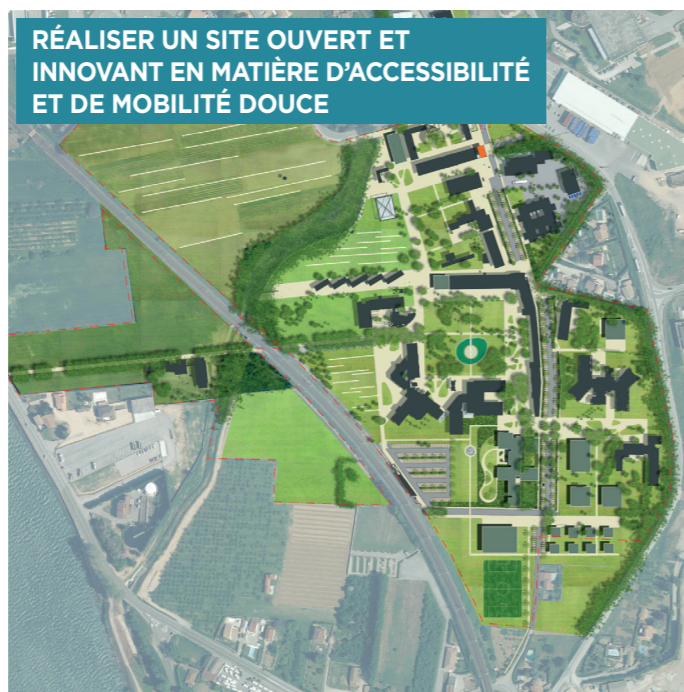 RÉALISER UN SITE OUVERT ET
INNOVANT EN MATIÈRE D'ACCESSIBILITÉ
ET DE MOBILITÉ DOUCE